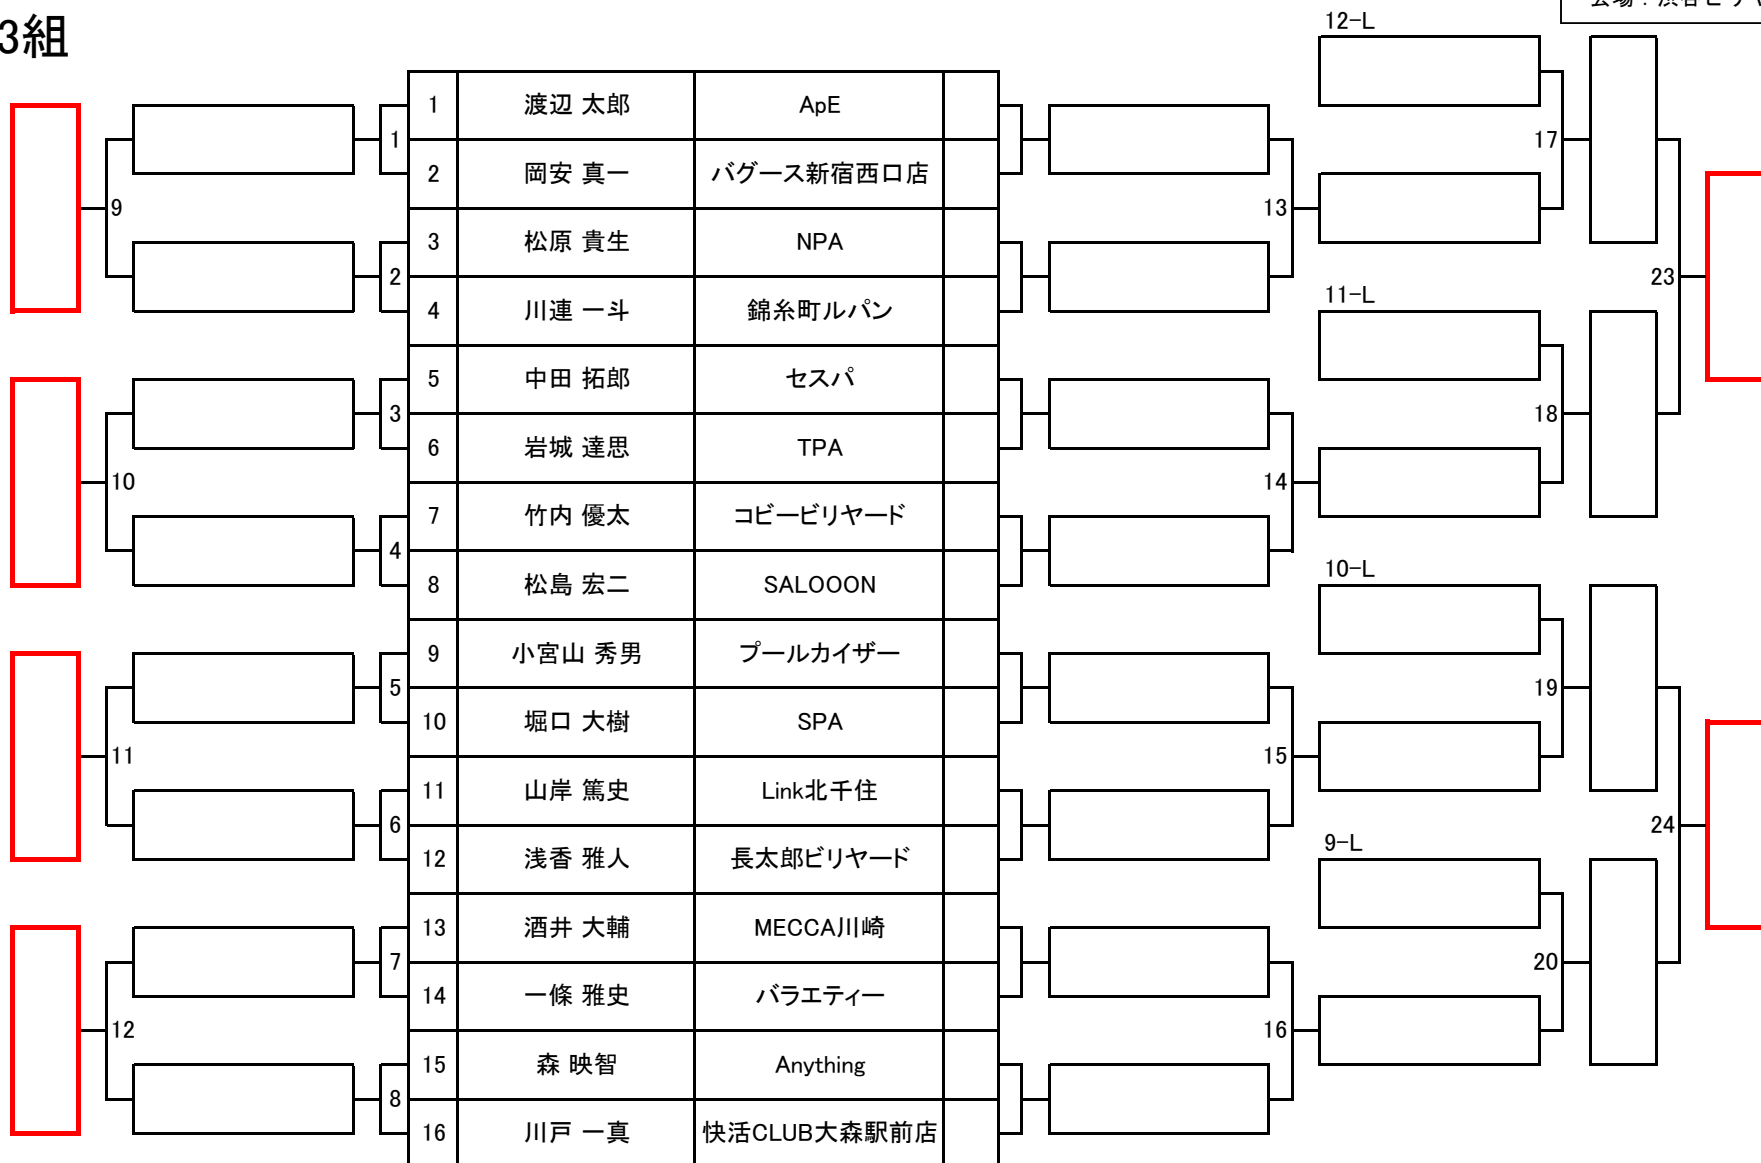 3組
12-L
1 渡辺 太郎 ApE
1 17
2 岡安 真一 バグース新宿西口店
9 13
3 松原 貴生 NPA
2 23
11-L
4 川連 一斗 錦糸町ルパン
5 中田 拓郎 セスパ
3 18
6 岩城 達思 TPA
10 14
7 竹内 優太 コビービリヤード
4
10-L
8 松島 宏二 SALOOON
9 小宮山 秀男 プールカイザー
5 19
10 堀口 大樹 SPA
11 15
11 山岸 篤史 Link北千住
6 24
9-L
12 浅香 雅人 長太郎ビリヤード
13 酒井 大輔 MECCA川崎
7 20
14 一條 雅史 バラエティー
12 16
15 森 映智 Anything
8
16 川戸 一真 快活CLUB大森駅前店